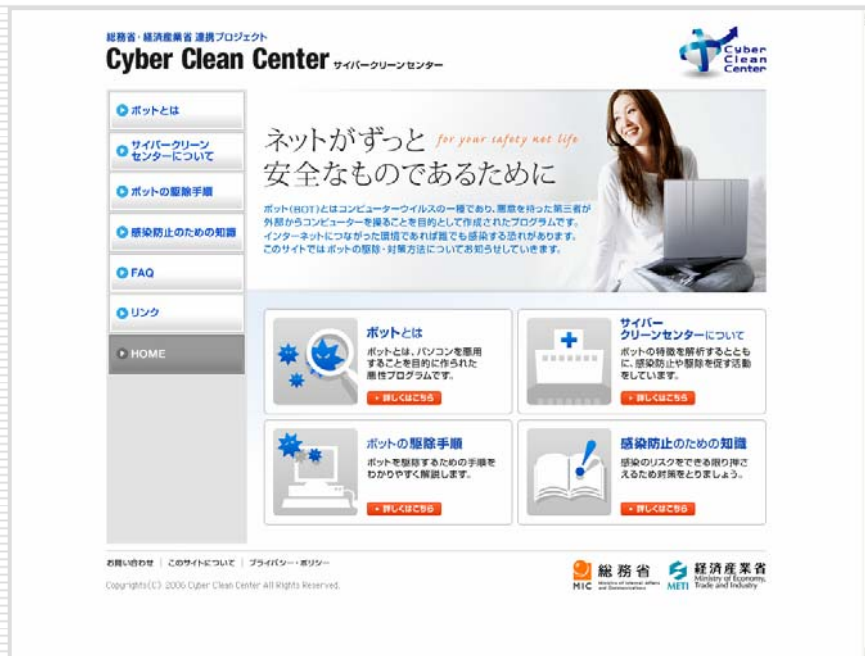 総務省・経済産業省 連携プロジェクト
Cyber Clean Center サイバークリーンセンター
Cyber
Clean
Center
ボットとは
サイバークリーン
センターについて
ボットの駆除手順
感染防止のための知識
FAQ
リンク
HOME
ネットがずっと for your safety net life
安全なものであるために
ボット(BOT)とはコンピューターウイルスの一種であり、悪意を持った第三者が
外部からコンピューターを操ることを目的として作成されたプログラムです。
インターネットにつながった環境であれば誰でも感染する恐れがあります。
このサイトではボットの駆除・対策方法についてお知らせしていきます。
ボットとは
ボットとは、パソコンを悪用
することを目的に作られた
悪性プログラムです。
詳しくはこちら
サイバー
クリーンセンターについて
ボットの特徴を解析するととも
に、感染防止や駆除を促す活動
をしています。
詳しくはこちら
ボットの駆除手順
ボットを駆除するための手順を
わかりやすく解説します。
詳しくはこちら
感染防止のための知識
感染のリスクをできる限り押さ
えるため対策をとりましょう。
詳しくはこちら
お問い合わせ | このサイトについて | プライバシー・ポリシー
Copyrights(C) 2006 Cyber Clean Center All Rights Reserved.
MIC 総務省 Ministry of Internal Affairs
and Communications
METI 経済産業省
Ministry of Economy,
Trade and Industry